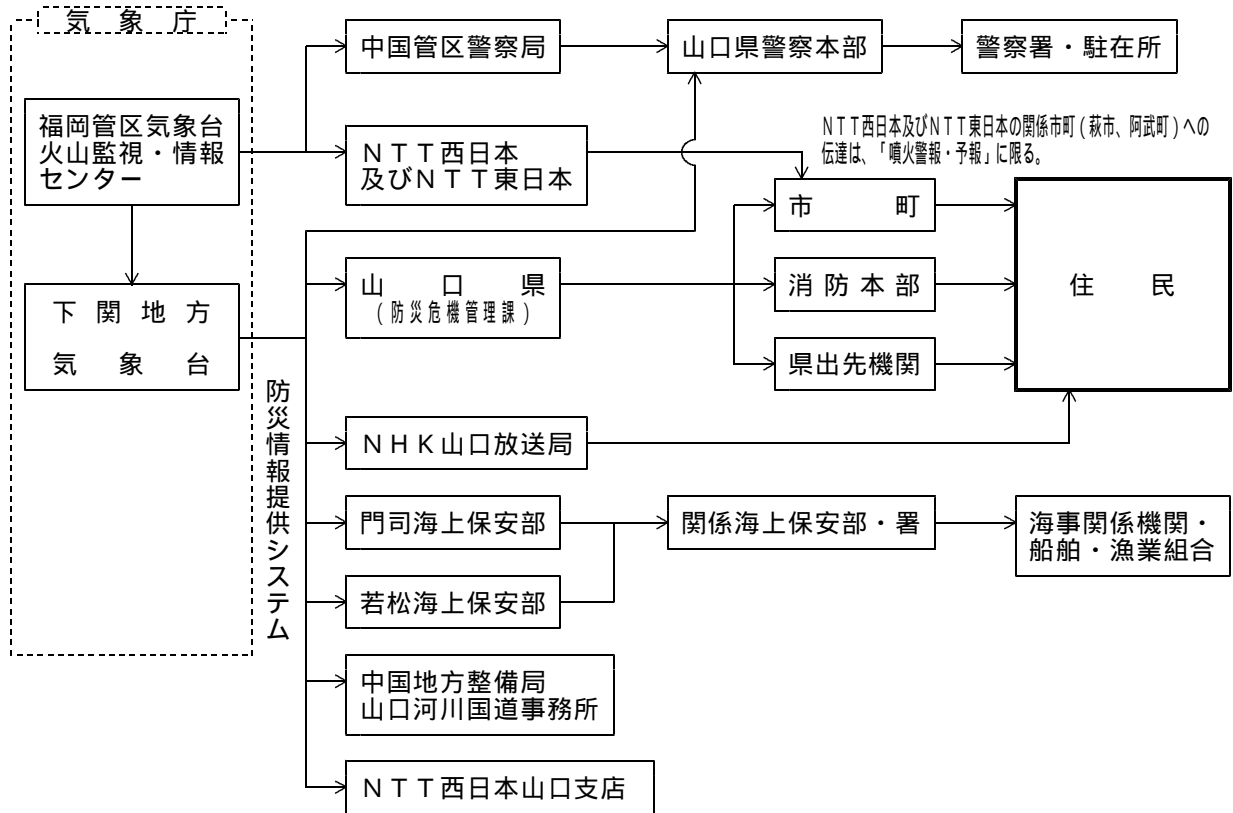 気象庁
中国管区警察局
山口県警察本部
警察署・駐在所
福岡管区気象台
火山監視・情報
センター
ＮＴＴ西日本
及びＮＴＴ東日本
ＮＴＴ西日本及びＮＴＴ東日本の関係市町(萩市、阿武町)への
伝達は、「噴火警報・予報」に限る。
市町
下関地方
気象台
山口県
(防災危機管理課)
消防本部
住民
県出先機関
防災情報提供システム
ＮＨＫ山口放送局
門司海上保安部
関係海上保安部・署
海事関係機関・
船舶・漁業組合
若松海上保安部
中国地方整備局
山口河川国道事務所
ＮＴＴ西日本山口支店